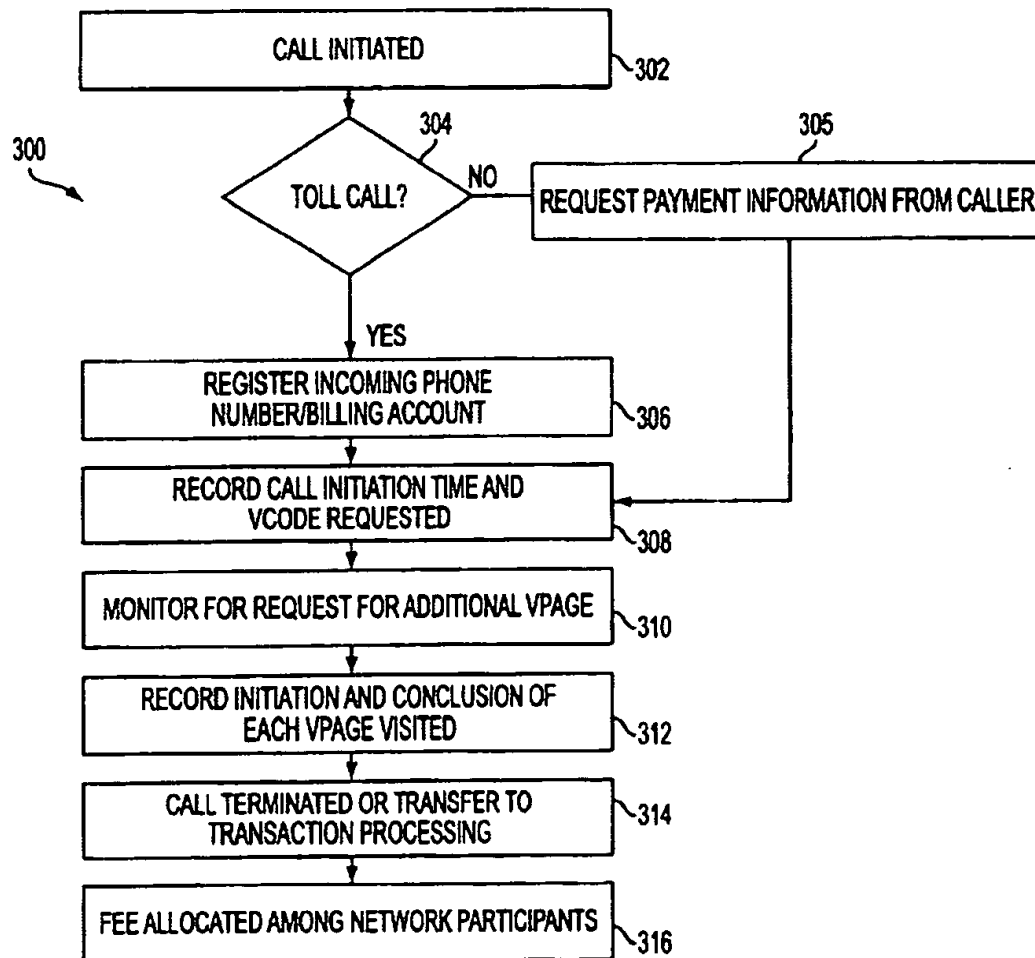 CALL INITIATED
302
304
300
TOLL CALL?
NO
305
REQUEST PAYMENT INFORMATION FROM CALLER
YES
REGISTER INCOMING PHONE
NUMBER/BILLING ACCOUNT
306
RECORD CALL INITIATION TIME AND
VCODE REQUESTED
308
MONITOR FOR REQUEST FOR ADDITIONAL VPAGE
310
RECORD INITIATION AND CONCLUSION OF
EACH VPAGE VISITED
312
CALL TERMINATED OR TRANSFER TO
TRANSACTION PROCESSING
314
FEE ALLOCATED AMONG NETWORK PARTICIPANTS
316